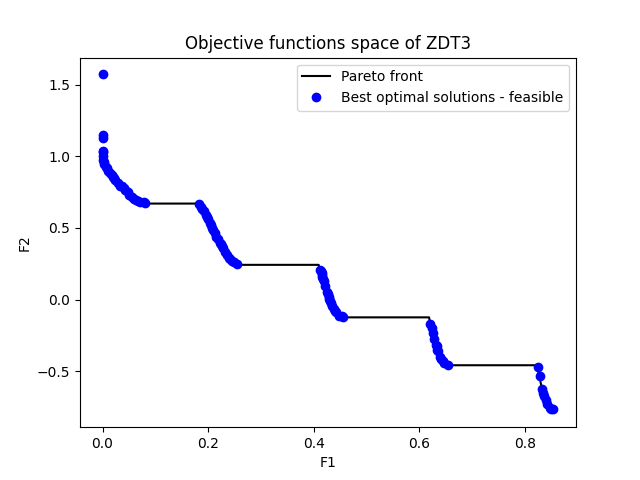 Objective functions space of ZDT3
Pareto front
Best optimal solutions - feasible
1.5
1.0
0.5
0.0
−0.5
F2
0.0 0.2 0.4 0.6 0.8
F1